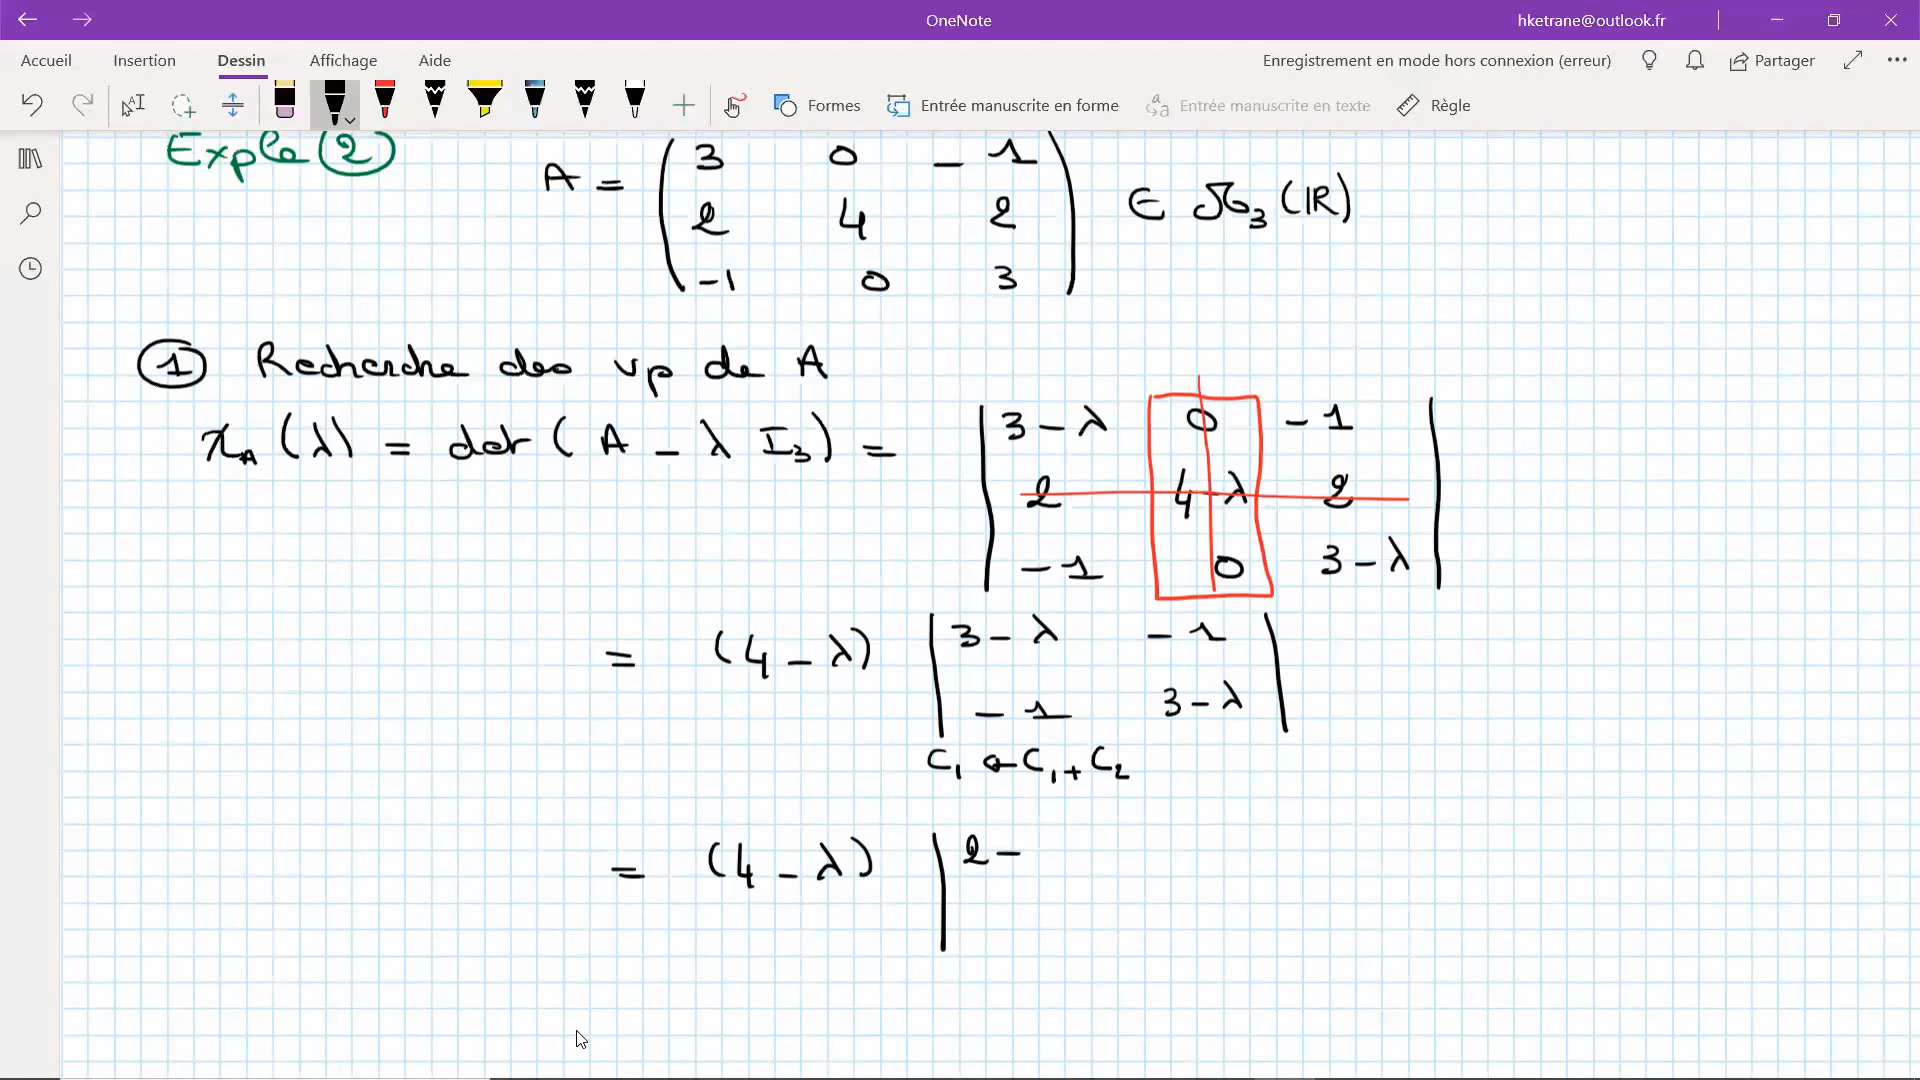 OneNote
hketrane@outlook.fr
Accueil Insertion Dessin Affichage Aide
Enregistrement en mode hors connexion (erreur) Partager
Formes Entrée manuscrite en forme Entrée manuscrite en texte Règle
Exple (2)
A = ( 3 0 -1
2 4 2
-1 0 3 ) ∈ M₃(IR)
① Recherche des vp de A
χ_A(λ) = det(A - λ I₃) = | 3-λ 0 -1
2 4-λ 2
-1 0 3-λ |
= (4-λ) | 3-λ -1
-1 3-λ |
C₁ ← C₁ + C₂
= (4-λ) | 2 -